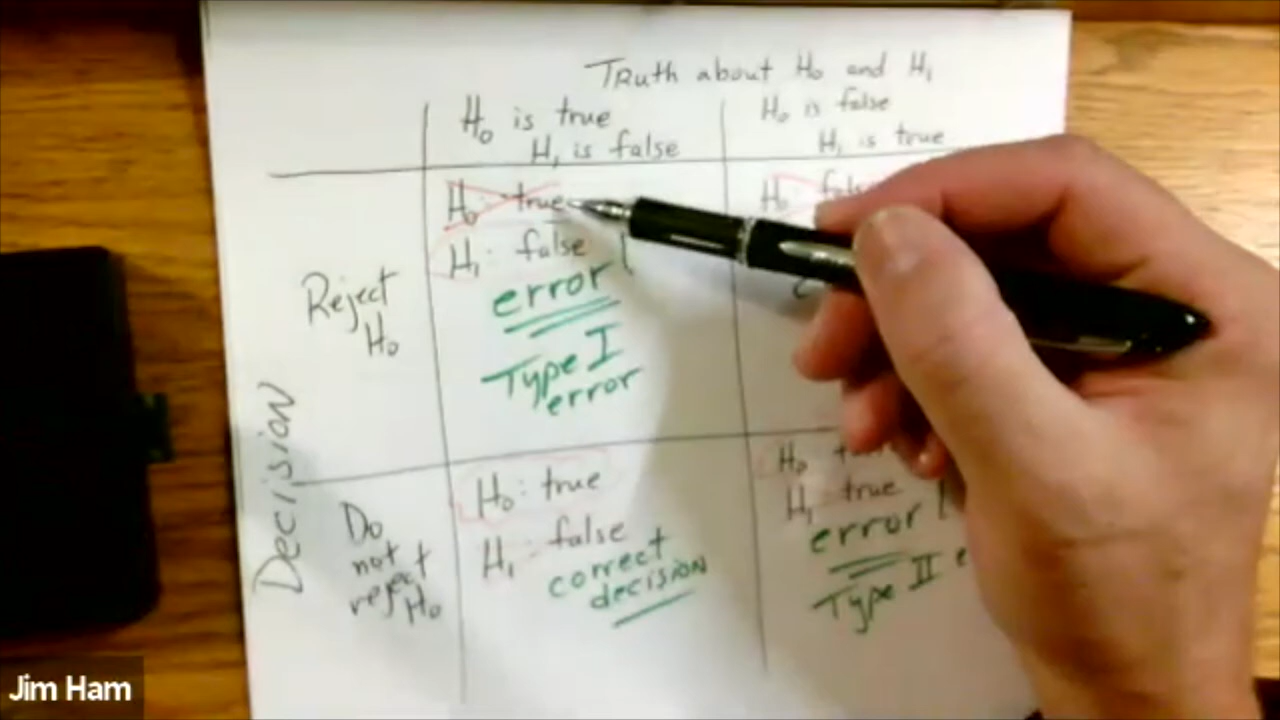 Truth about H₀ and H₁
H₀ is true
H₁ is false
H₀ is false
H₁ is true
Reject
H₀
H₀: true
H₁: false
error!
Type I
error
H₀
Decision
Do
not
reject
H₀
H₀: true
H₁: false
correct
decision
H₀
H₁ true
error!
Type II
Jim Ham